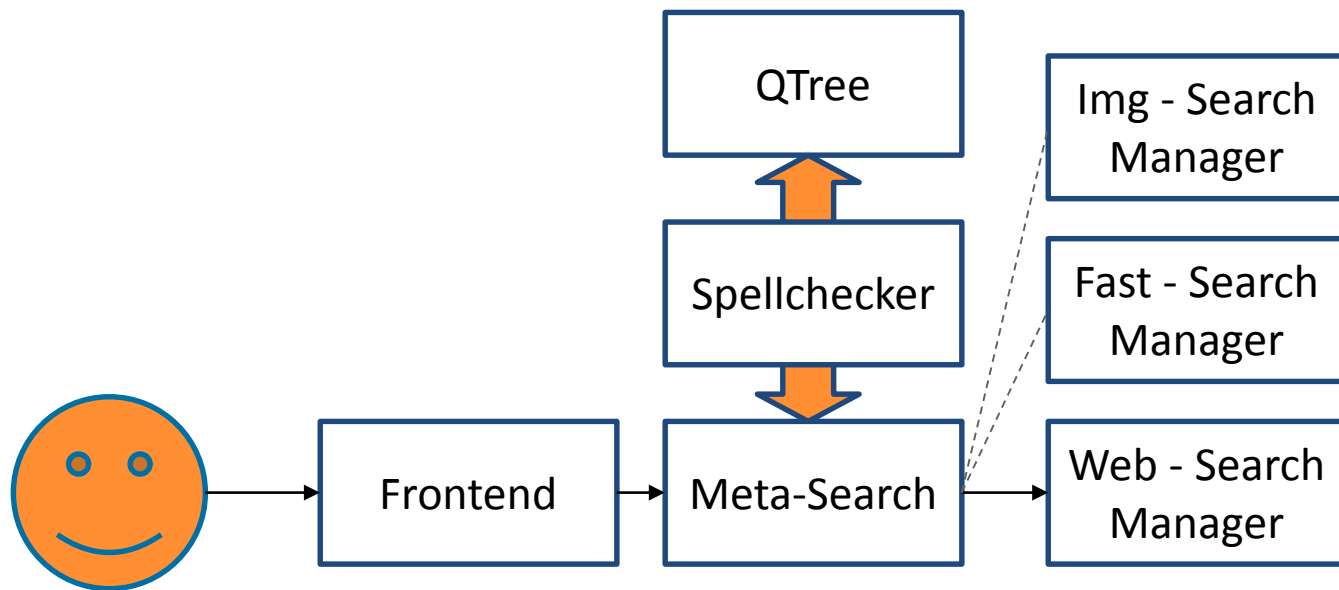 QTree
Img - Search
Manager
Spellchecker
Fast - Search
Manager
Frontend
Meta-Search
Web - Search
Manager